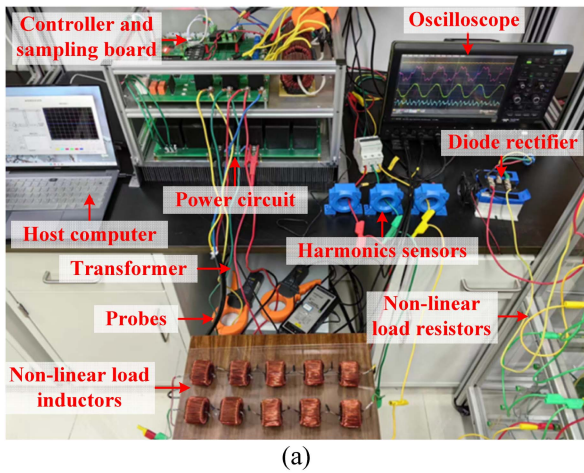 Controller and
sampling board
Oscilloscope
Diode rectifier
Power circuit
Host computer
Harmonics sensors
Transformer
Probes
Non-linear
load resistors
Non-linear load
inductors
(a)